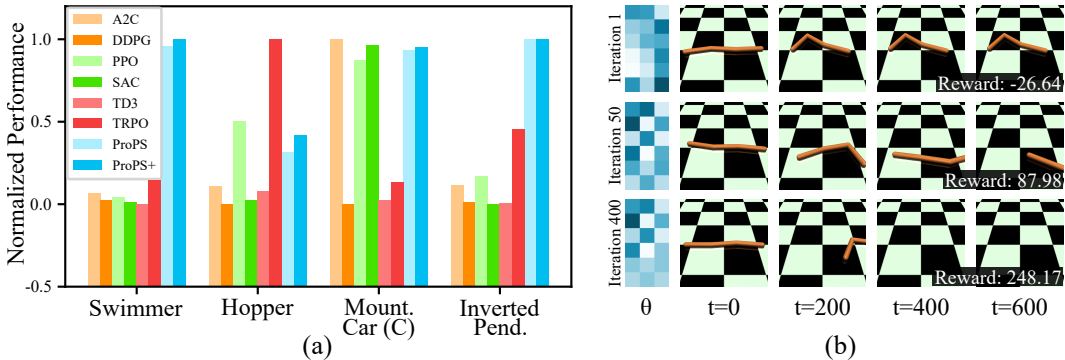 Normalized Performance
1.0
0.5
0.0
-0.5
A2C
DDPG
PPO
SAC
TD3
TRPO
ProPS
ProPS+
Swimmer
Hopper
Mount.
Car (C)
Inverted
Pend.
(a)
Iteration 1
Reward: -26.64
Iteration 50
Reward: 87.98
Iteration 400
Reward: 248.17
θ
t=0
t=200
t=400
t=600
(b)